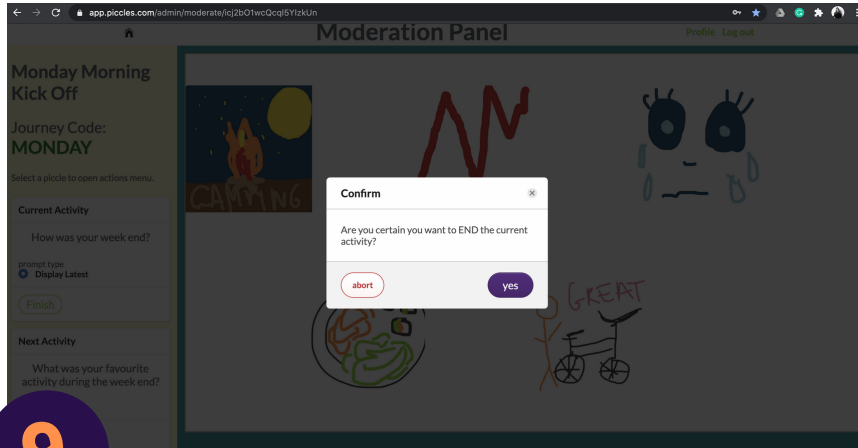 app.piccles.com/admin/moderate/icj2bO1wcQcqI5YIzkUn
Moderation Panel
Profile Log out
Monday Morning
Kick Off
Journey Code:
MONDAY
Select a piccle to open actions menu.
Current Activity
How was your week end?
prompt type
Display Latest
Finish
Next Activity
What was your favourite
activity during the week end?
CAMPING
Confirm
Are you certain you want to END the current
activity?
abort
yes
GREAT
9